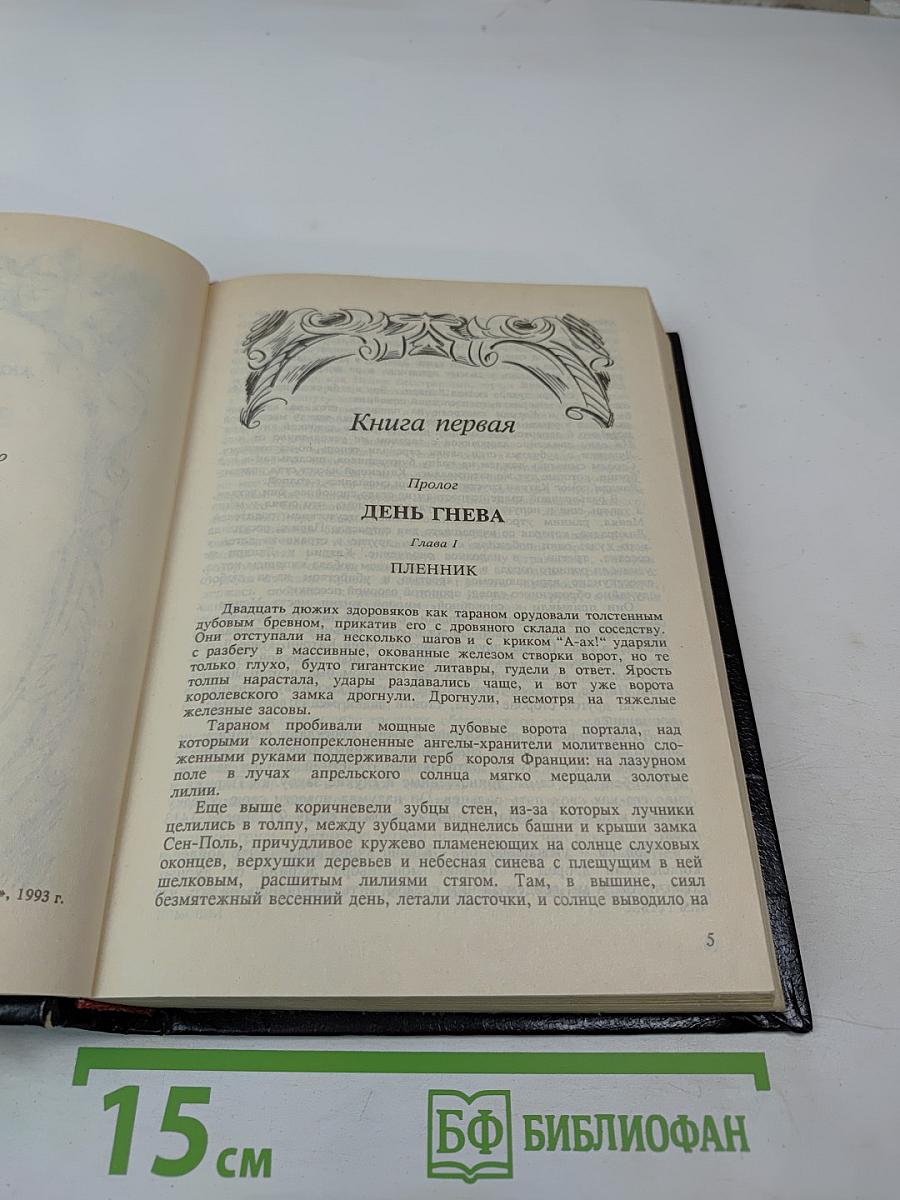 », 1993 г.
Книга первая
Пролог
ДЕНЬ ГНЕВА
Глава I
ПЛЕННИК
Двадцать дюжих здоровяков как тараном орудовали толстенным
дубовым бревном, прикатив его с дровяного склада по соседству.
Они отступали на несколько шагов и с криком "А-ах!" ударяли
с разбегу в массивные, окованные железом створки ворот, но те
только глухо, будто гигантские литавры, гудели в ответ. Ярость
толпы нарастала, удары раздавались чаще, и вот уже ворота
королевского замка дрогнули. Дрогнули, несмотря на тяжелые
железные засовы.
Тараном пробивали мощные дубовые ворота портала, над
которыми коленопреклоненные ангелы-хранители молитвенно сло-
женными руками поддерживали герб короля Франции: на лазурном
поле в лучах апрельского солнца мягко мерцали золотые
лилии.
Еще выше коричневели зубцы стен, из-за которых лучники
целились в толпу, между зубцами виднелись башни и крыши замка
Сен-Поль, причудливое кружево пламенеющих на солнце слуховых
оконцев, верхушки деревьев и небесная синева с плещущим в ней
шелковым, расшитым лилиями стягом. Там, в вышине, сиял
безмятежный весенний день, летали ласточки, и солнце выводило на
5
15 см
БФ БИБЛИОФАН